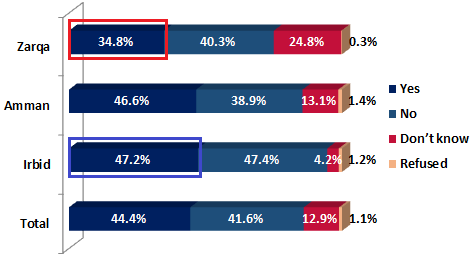 Zarqa 34.8% 40.3% 24.8% 0.3%
Amman 46.6% 38.9% 13.1% 1.4%
Irbid 47.2% 47.4% 4.2% 1.2%
Total 44.4% 41.6% 12.9% 1.1%
Yes
No
Don't know
Refused